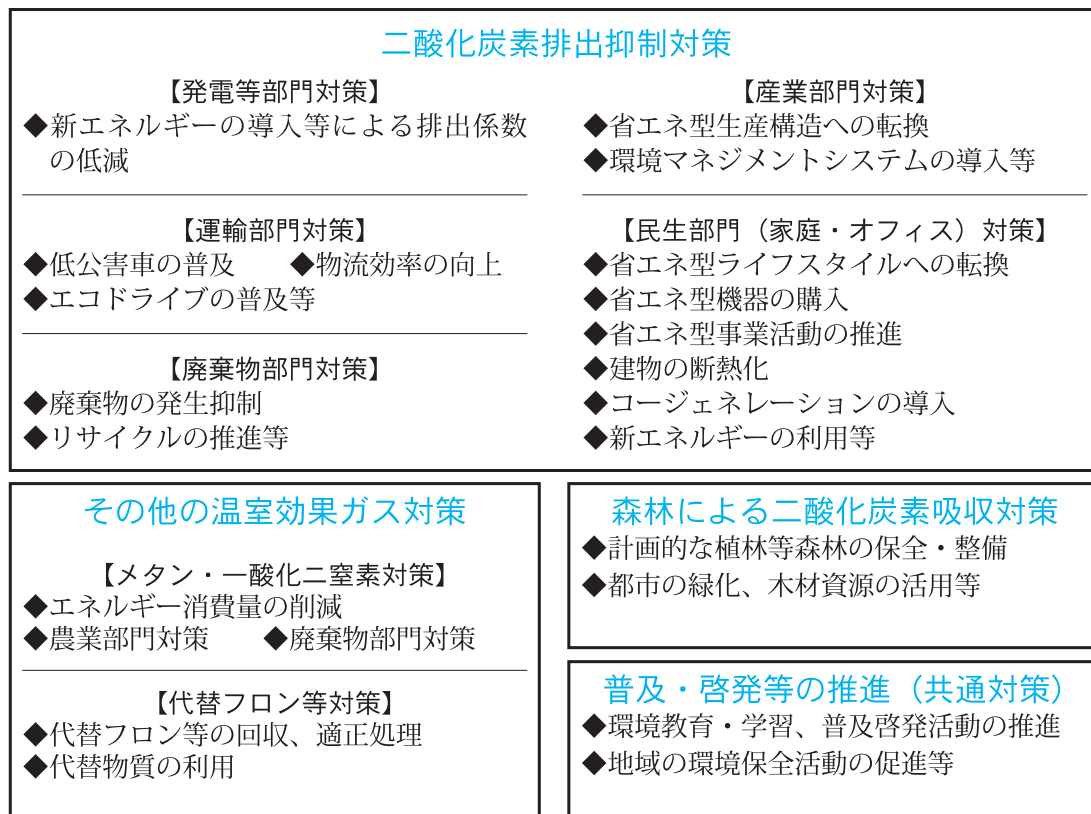 二酸化炭素排出抑制対策
【発電等部門対策】
◆新エネルギーの導入等による排出係数
の低減
【運輸部門対策】
◆低公害車の普及　◆物流効率の向上
◆エコドライブの普及等
【廃棄物部門対策】
◆廃棄物の発生抑制
◆リサイクルの推進等
【産業部門対策】
◆省エネ型生産構造への転換
◆環境マネジメントシステムの導入等
【民生部門（家庭・オフィス）対策】
◆省エネ型ライフスタイルへの転換
◆省エネ型機器の購入
◆省エネ型事業活動の推進
◆建物の断熱化
◆コージェネレーションの導入
◆新エネルギーの利用等
その他の温室効果ガス対策
【メタン・一酸化二窒素対策】
◆エネルギー消費量の削減
◆農業部門対策　◆廃棄物部門対策
【代替フロン等対策】
◆代替フロン等の回収、適正処理
◆代替物質の利用
森林による二酸化炭素吸収対策
◆計画的な植林等森林の保全・整備
◆都市の緑化、木材資源の活用等
普及・啓発等の推進（共通対策）
◆環境教育・学習、普及啓発活動の推進
◆地域の環境保全活動の促進等